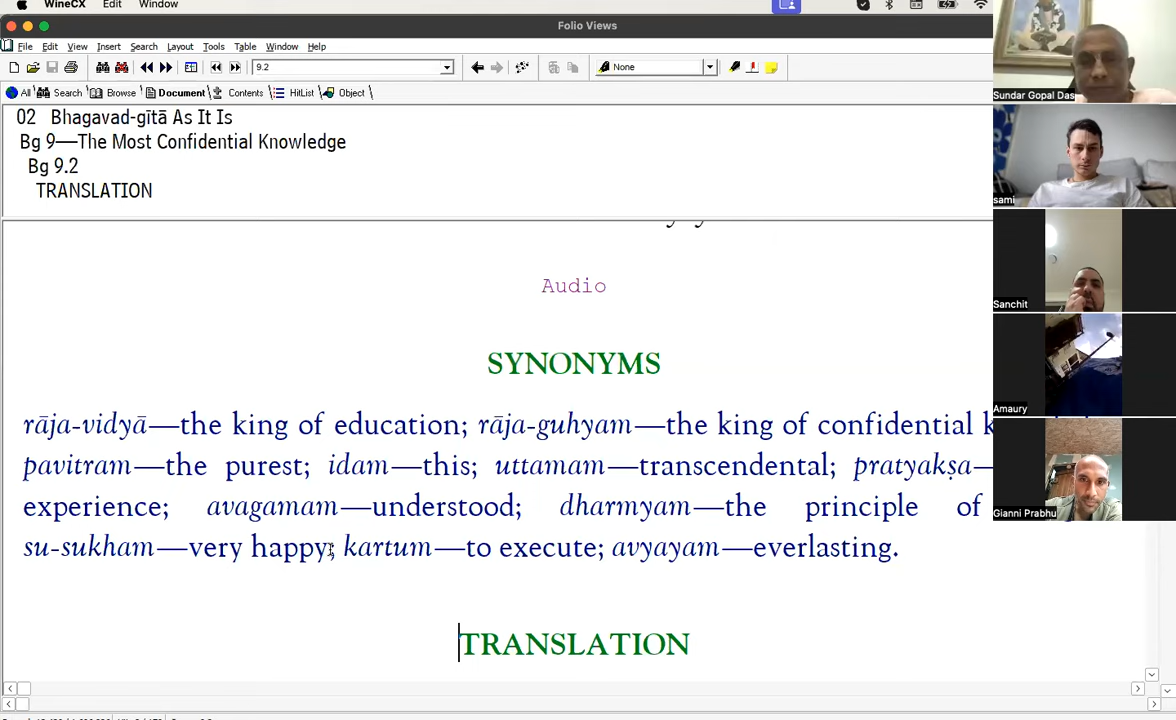 WineCX Edit Window
Folio Views
File Edit View Insert Search Layout Tools Table Window Help
9.2 None
All Search Browse Document Contents HitList Object
02 Bhagavad-gītā As It Is
Bg 9—The Most Confidential Knowledge
Bg 9.2
TRANSLATION
Audio
SYNONYMS
rāja-vidyā—the king of education; rāja-guhyam—the king of confidential
pavitram—the purest; idam—this; uttamam—transcendental; pratyakṣa—
experience; avagamam—understood; dharmyam—the principle of
su-sukham—very happy; kartum—to execute; avyayam—everlasting.
TRANSLATION
Sundar Gopal Das
sami
Sanchit
Amaury
Gianni Prabhu